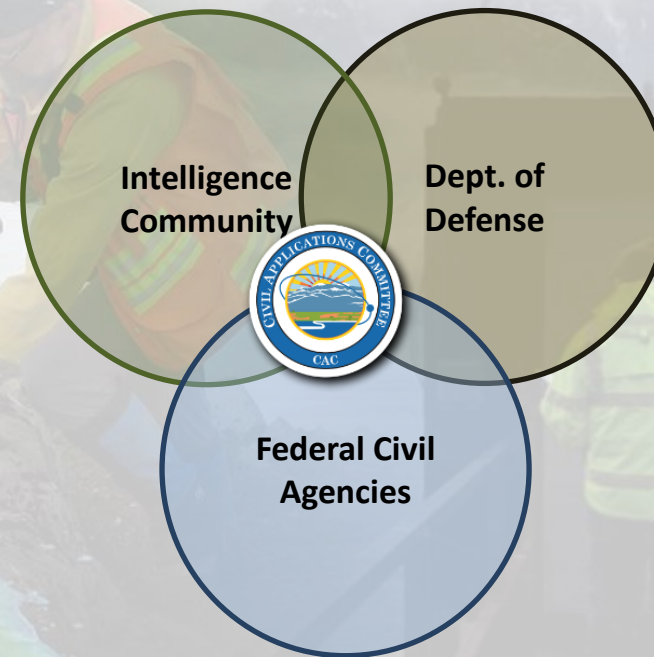 Intelligence
Community
Dept. of
Defense
CIVIL APPLICATIONS COMMITTEE
CAC
Federal Civil
Agencies